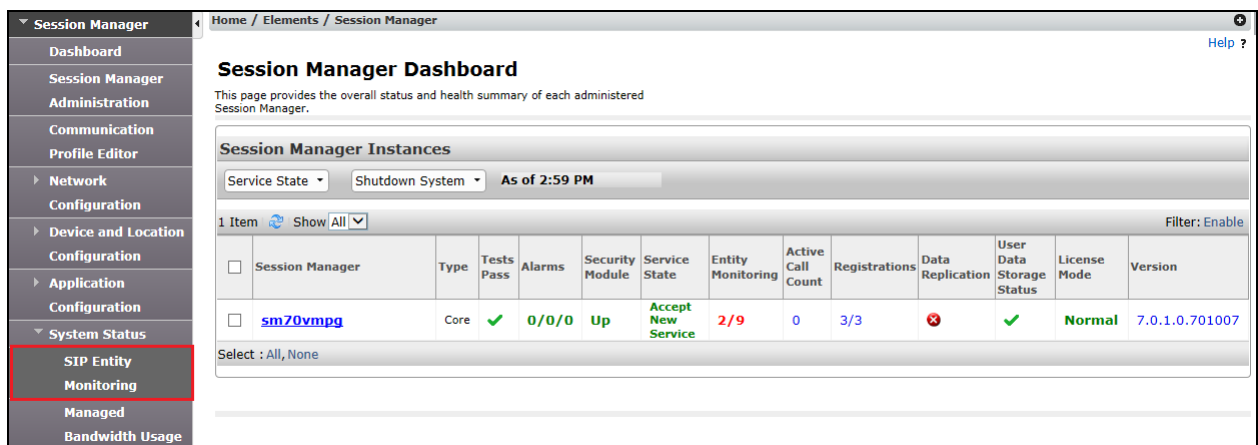 Session Manager
Dashboard
Session Manager
Administration
Communication
Profile Editor
Network
Configuration
Device and Location
Configuration
Application
Configuration
System Status
SIP Entity
Monitoring
Managed
Bandwidth Usage
Home / Elements / Session Manager
Help ?
Session Manager Dashboard
This page provides the overall status and health summary of each administered
Session Manager.
Session Manager Instances
Service State Shutdown System As of 2:59 PM
1 Item Show All Filter: Enable
Session Manager Type Tests Pass Alarms Security Module Service State Entity Monitoring Active Call Count Registrations Data Replication User Data Storage Status License Mode Version
sm70vmpg Core 0/0/0 Up Accept New Service 2/9 0 3/3 Normal 7.0.1.0.701007
Select : All, None